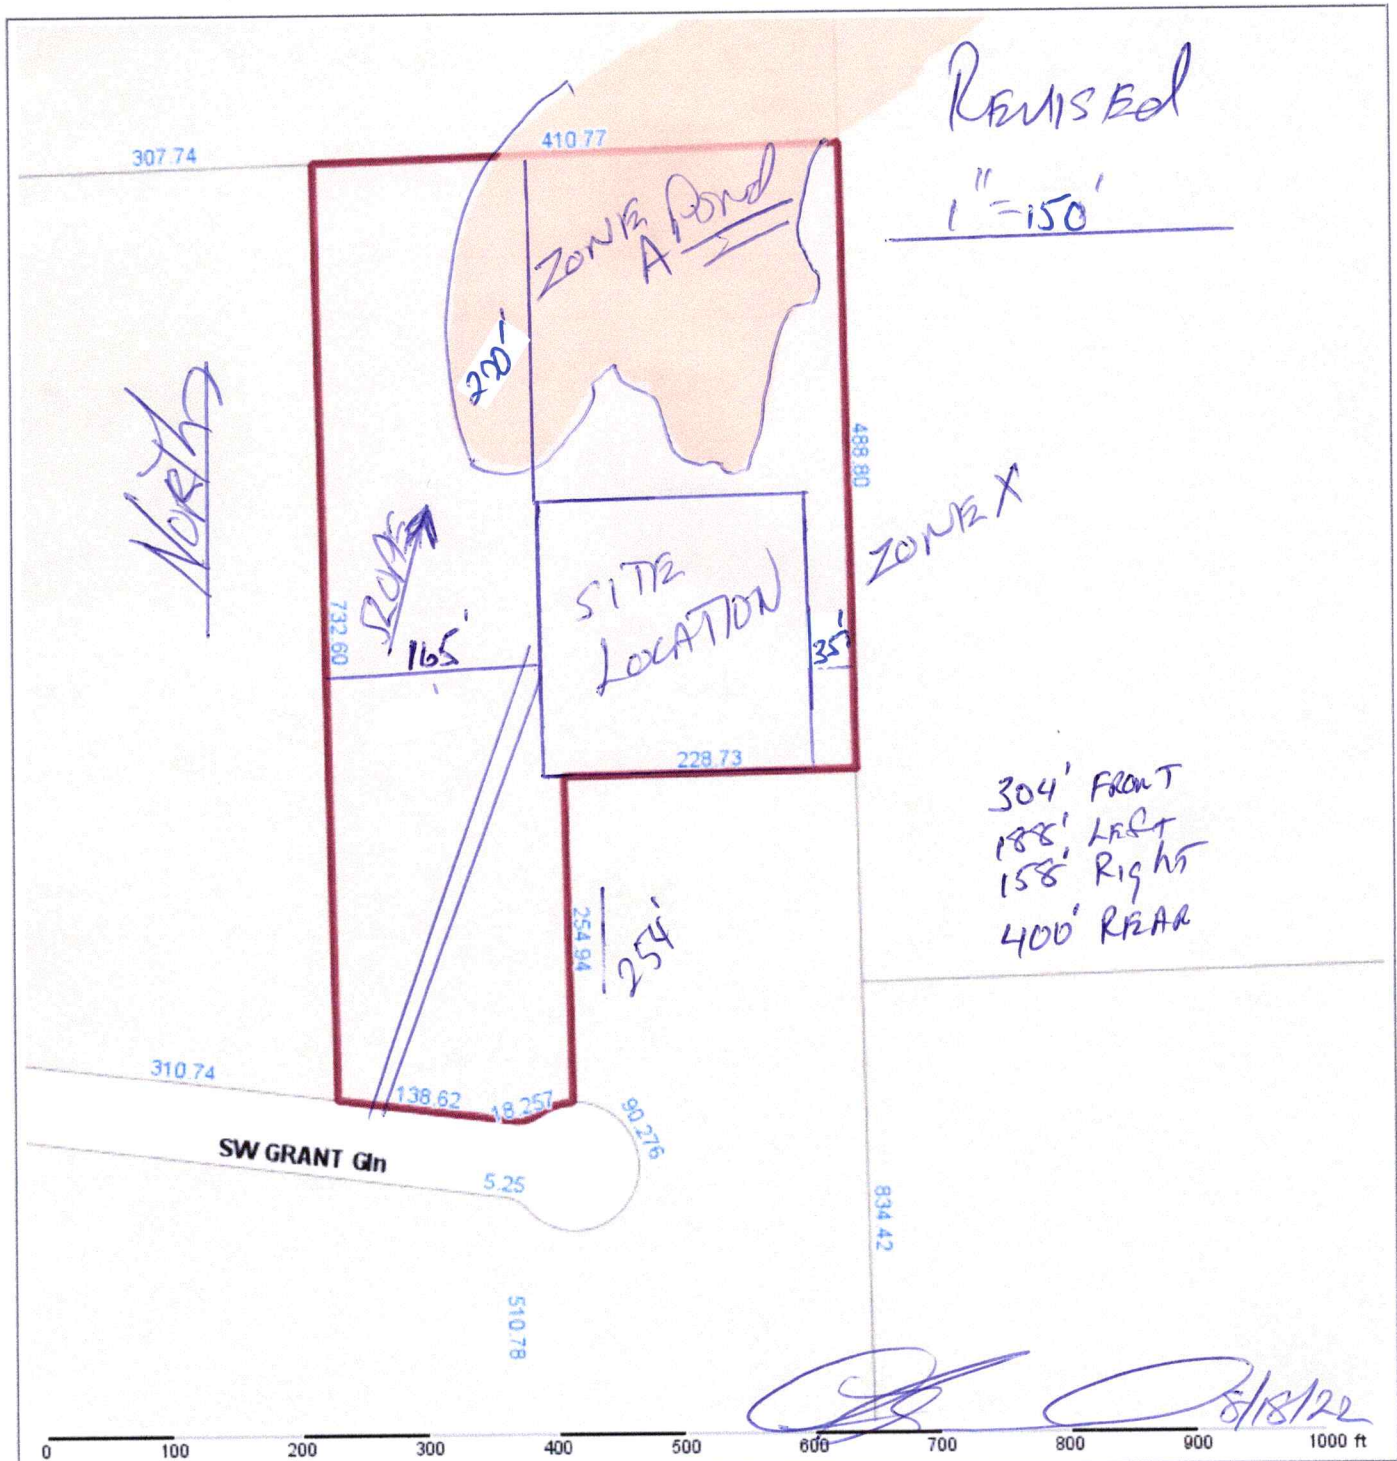 REVISED
1"=150'
410.77
307.74
ZONE A POND
220'
North
488.80
ZONE X
SLOPE
SITE
LOCATION
732.60
165'
35'
228.73
304' FRONT
188' Left
158' Right
400' REAR
254.94
254'
310.74
138.62
18.257
90.276
SW GRANT Gln
5.25
834.42
510.78
8/18/22
0 100 200 300 400 500 600 700 800 900 1000 ft